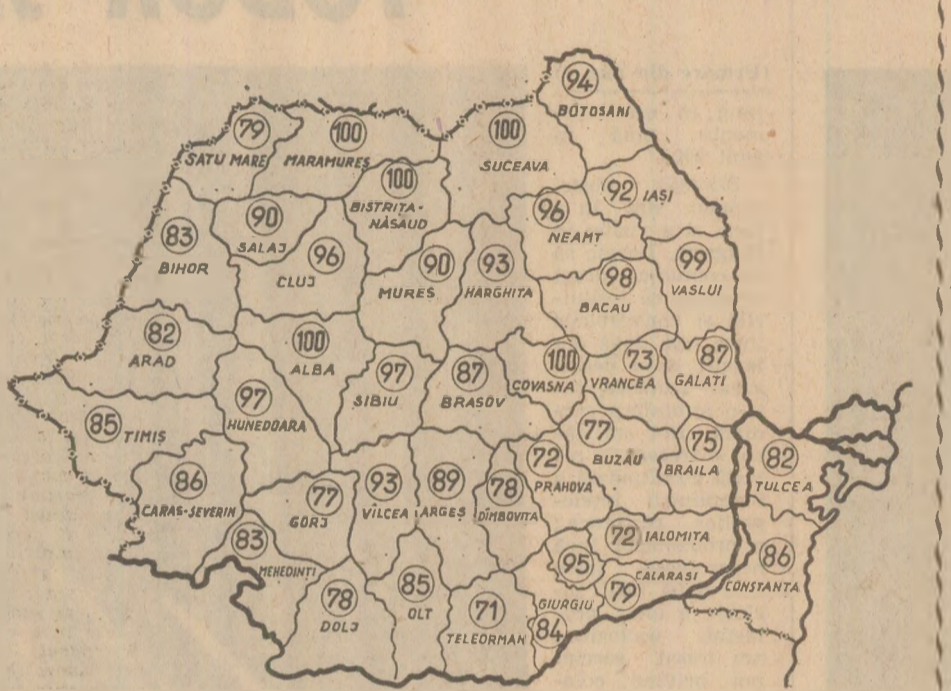 94
BOTOSANI
79
SATU MARE
100
MARAMUREȘ
100
SUCEAVA
100
BISTRIȚA-
NĂSAUD
92 IAȘI
90
SALAJ
96
NEAMT
83
BIHOR
96
CLUJ
90
MUREȘ
93
HARGHITA
98
BACAU
99
VASLUI
82
ARAD
100
ALBA
97
SIBIU
87
BRASOV
100
COVASNA
73
VRANCEA
87
GALATI
97
HUNEDOARA
85 TIMIȘ
77
BUZĂU
75
BRAILA
82
TULCEA
86
CARAS-SEVERIN
77
GORJ
93
VÎLCEA
89
ARGEȘ
78
DÎMBOVITA
72
PRAHOVA
72 IALOMIȚA
83
MEHEDINTI
95
CALARASI
79
86
CONSTANTA
78
DOLJ
85
OLT
71
TELEORMAN
GIURGIU
84